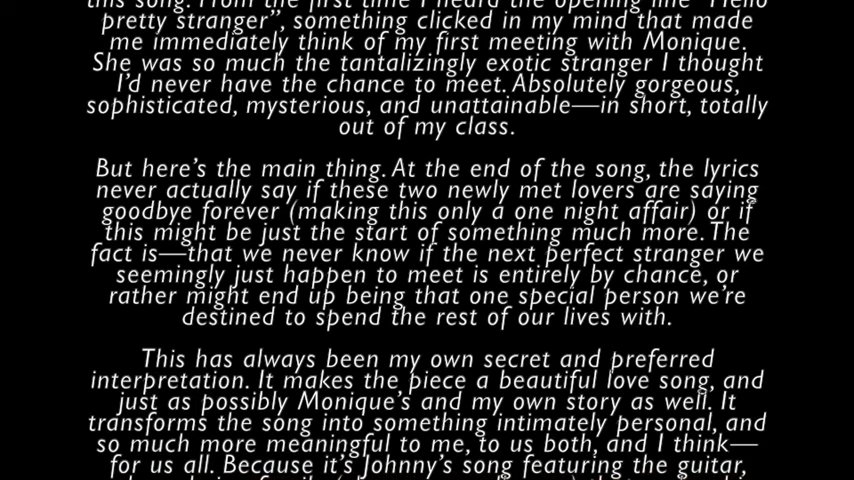 this song. From the first time I heard the opening line “Hello
pretty stranger”, something clicked in my mind that made
me immediately think of my first meeting with Monique.
She was so much the tantalizingly exotic stranger I thought
I’d never have the chance to meet. Absolutely gorgeous,
sophisticated, mysterious, and unattainable—in short, totally
out of my class.
But here’s the main thing. At the end of the song, the lyrics
never actually say if these two newly met lovers are saying
goodbye forever (making this only a one night affair) or if
this might be just the start of something much more. The
fact is—that we never know if the next perfect stranger we
seemingly just happen to meet is entirely by chance, or
rather might end up being that one special person we’re
destined to spend the rest of our lives with.
This has always been my own secret and preferred
interpretation. It makes the piece a beautiful love song, and
just as possibly Monique’s and my own story as well. It
transforms the song into something intimately personal, and
so much more meaningful to me, to us both, and I think—
for us all. Because it’s Johnny’s song featuring the guitar,